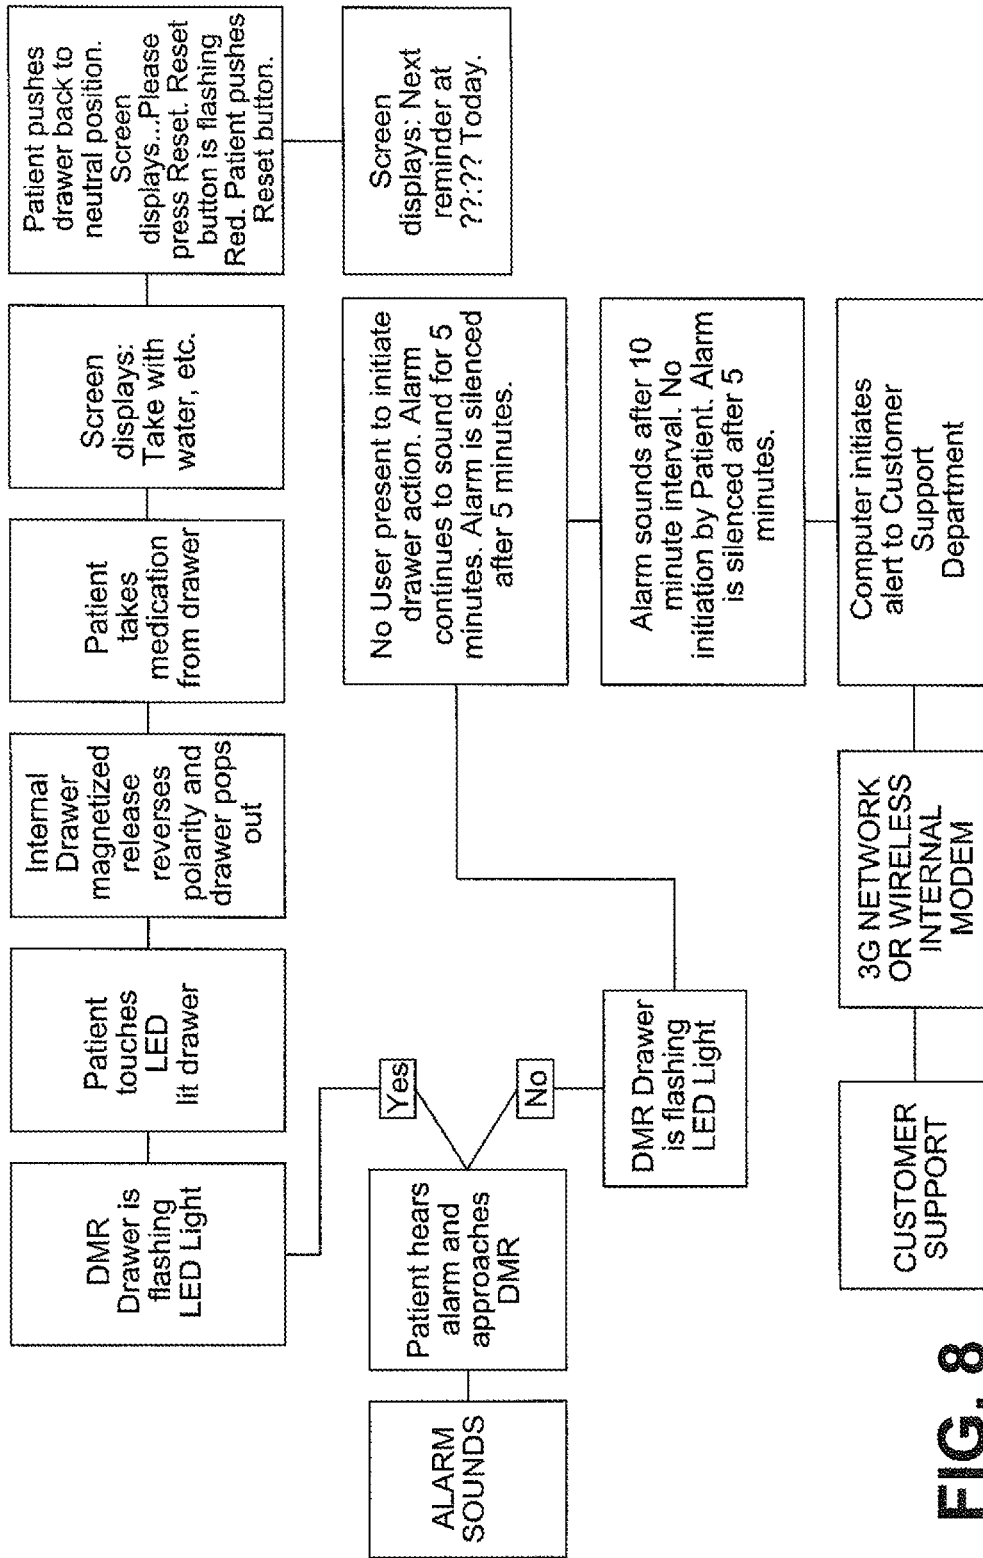 DMR
Drawer is
flashing
LED Light
Patient
touches
LED
lit drawer
Internal
Drawer
magnetized
release
reverses
polarity and
drawer pops
out
Patient
takes
medication
from drawer
Screen
displays:
Take with
water, etc.
Patient pushes
drawer back to
neutral position.
Screen
displays...Please
press Reset. Reset
button is flashing
Red. Patient pushes
Reset button.
Screen
displays: Next
reminder at
??:?? Today.
ALARM
SOUNDS
Patient hears
alarm and
approaches
DMR
Yes
No
DMR Drawer
is flashing
LED Light
No User present to initiate
drawer action. Alarm
continues to sound for 5
minutes. Alarm is silenced
after 5 minutes.
Alarm sounds after 10
minute interval. No
initiation by Patient. Alarm
is silenced after 5
minutes.
Computer initiates
alert to Customer
Support
Department
3G NETWORK
OR WIRELESS
INTERNAL
MODEM
CUSTOMER
SUPPORT
FIG. 8